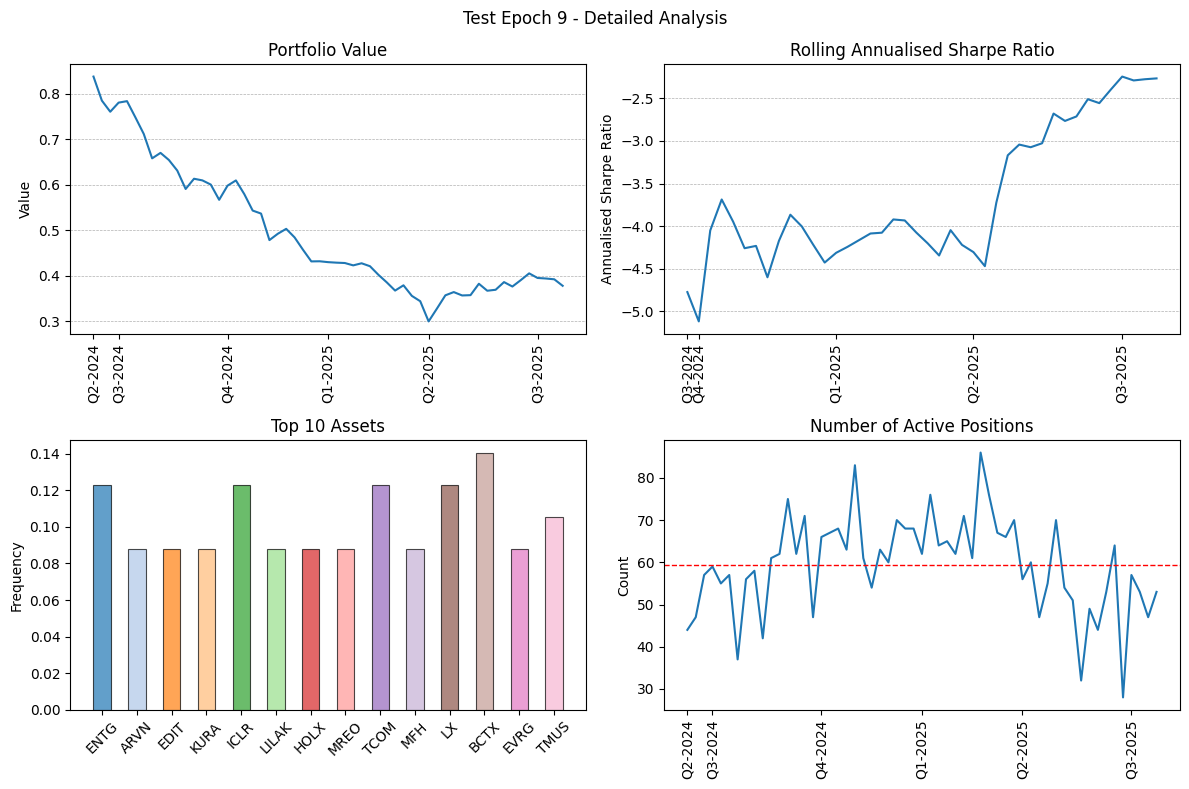 Test Epoch 9 - Detailed Analysis
Portfolio Value
Value
0.8
0.7
0.6
0.5
0.4
0.3
Q2-2024
Q3-2024
Q4-2024
Q1-2025
Q2-2025
Q3-2025
Rolling Annualised Sharpe Ratio
Annualised Sharpe Ratio
−2.5
−3.0
−3.5
−4.0
−4.5
−5.0
Q3-2024
Q4-2024
Q1-2025
Q2-2025
Q3-2025
Top 10 Assets
Frequency
0.14
0.12
0.10
0.08
0.06
0.04
0.02
0.00
ENTG
ARVN
EDIT
KURA
ICLR
LILAK
HOLX
MREO
TCOM
MFH
LX
BCTX
EVRG
TMUS
Number of Active Positions
Count
80
70
60
50
40
30
Q2-2024
Q3-2024
Q4-2024
Q1-2025
Q2-2025
Q3-2025